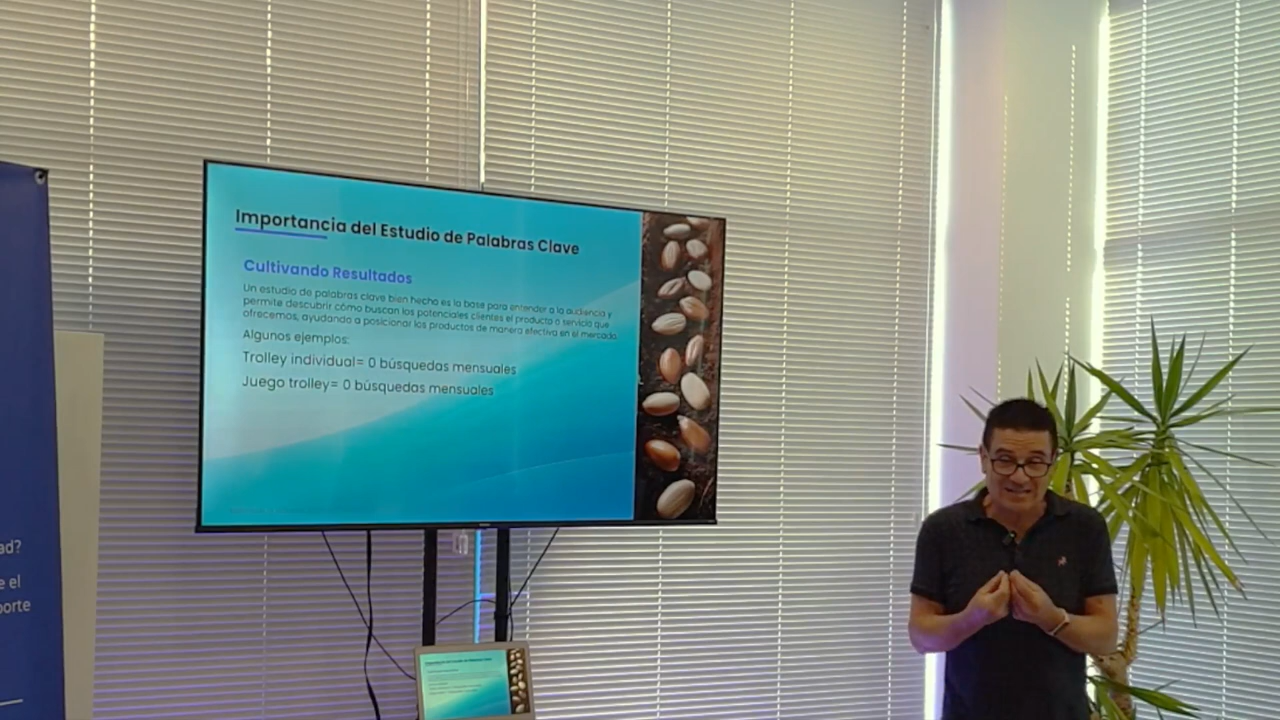 Importancia del Estudio de Palabras Clave
Cultivando Resultados
Un estudio de palabras clave bien hecho es la base para entender a la audiencia y
permite descubrir cómo buscan los potenciales clientes el producto o servicio que
ofrecemos, ayudando a posicionar los productos de manera efectiva en el mercado.
Algunos ejemplos:
Trolley individual= 0 búsquedas mensuales
Juego trolley= 0 búsquedas mensuales
ad?
e el
porte